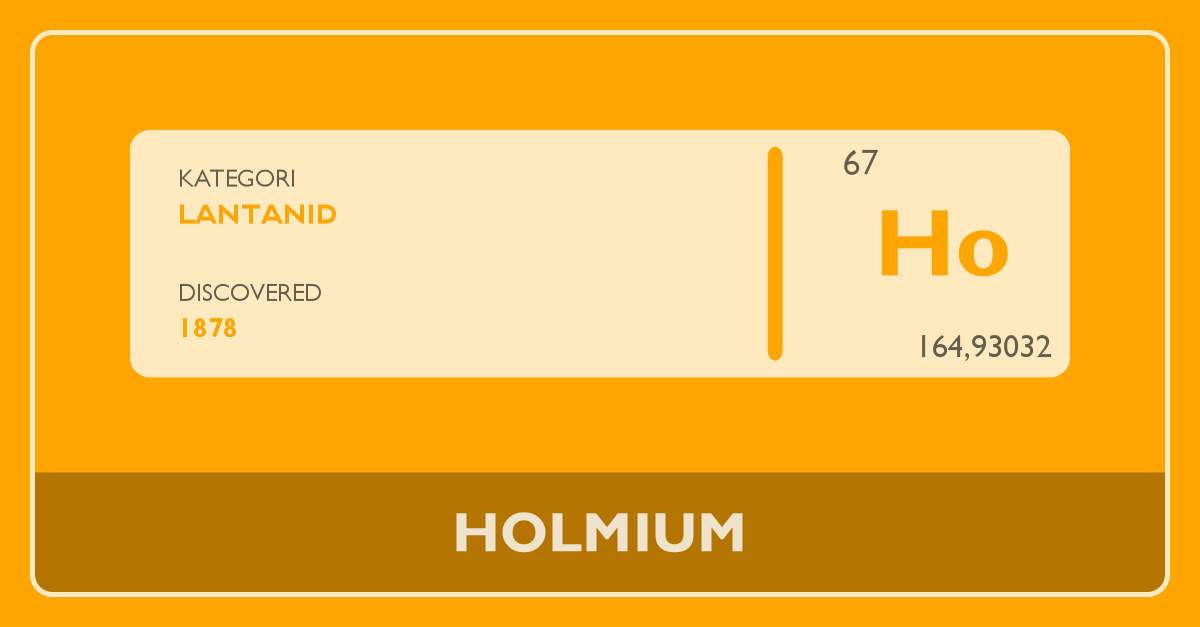 KATEGORI
LANTANID
DISCOVERED
1878
67
Ho
164,93032
HOLMIUM